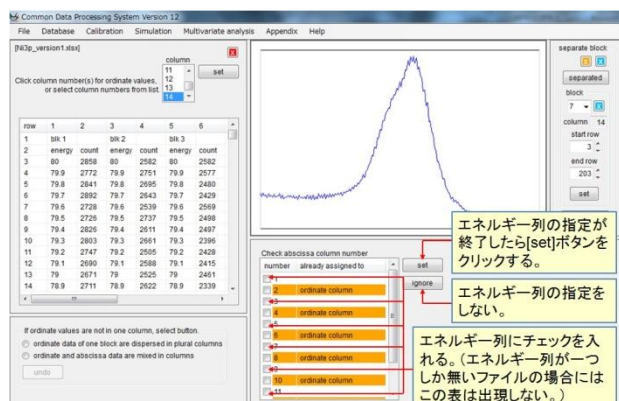 Common Data Processing System Version 12
File Database Calibration Simulation Multivariate analysis Appendix Help
[Ni3p_version1.xlsx]
Click column number(s) for ordinate values,
or select column numbers from list
column
11
12
13
14
set
row 1 2 3 4 5 6
1 blk 1 blk 2 blk 3
2 energy count energy count energy count
3 80 2858 80 2582 80 2582
4 79.9 2772 79.9 2751 79.9 2577
5 79.8 2841 79.8 2695 79.8 2480
6 79.7 2892 79.7 2643 79.7 2429
7 79.6 2728 79.6 2539 79.6 2569
8 79.5 2726 79.5 2737 79.5 2498
9 79.4 2826 79.4 2611 79.4 2497
10 79.3 2803 79.3 2661 79.3 2396
11 79.2 2747 79.2 2505 79.2 2428
12 79.1 2690 79.1 2588 79.1 2415
13 79 2671 79 2525 79 2461
14 78.9 2711 78.9 2622 78.9 2339
If ordinate values are not in one column, select button.
ordinate data of one block are dispersed in plural columns
ordinate and abscissa data are mixed in columns
undo
separate block
separated
block
7
column 14
start row
3
end row
203
set
Check abscissa column number
number already assigned to
1
2 ordinate column
3
4 ordinate column
5
6 ordinate column
7
8 ordinate column
9
10 ordinate column
11
set
ignore
エネルギー列の指定が
終了したら[set]ボタンを
クリックする。
エネルギー列の指定を
しない。
エネルギー列にチェックを入
れる。（エネルギー列が一つ
しか無いファイルの場合には
この表は出現しない。）